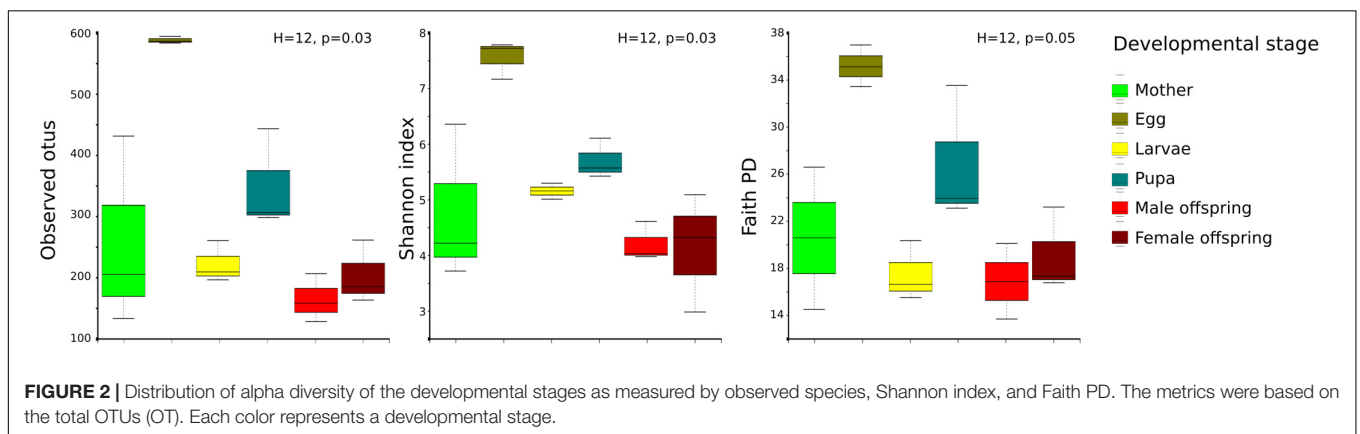 H=12, p=0.03
Observed otus
600
500
400
300
200
100
H=12, p=0.03
Shannon index
8
7
6
5
4
3
H=12, p=0.05
Faith PD
38
34
30
26
22
18
14
Developmental stage
Mother
Egg
Larvae
Pupa
Male offspring
Female offspring
FIGURE 2 | Distribution of alpha diversity of the developmental stages as measured by observed species, Shannon index, and Faith PD. The metrics were based on
the total OTUs (OT). Each color represents a developmental stage.